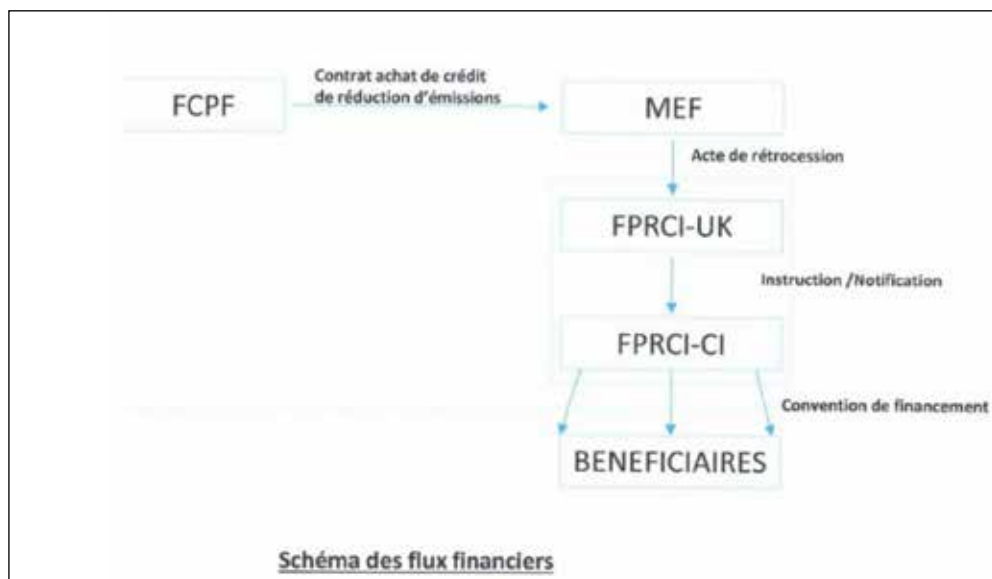 Contrat achat de crédit
de réduction d'émissions
FCPF
MEF
Acte de rétrocession
FPRCI-UK
Instruction /Notification
FPRCI-CI
Convention de financement
BENEFICIAIRES
Schéma des flux financiers